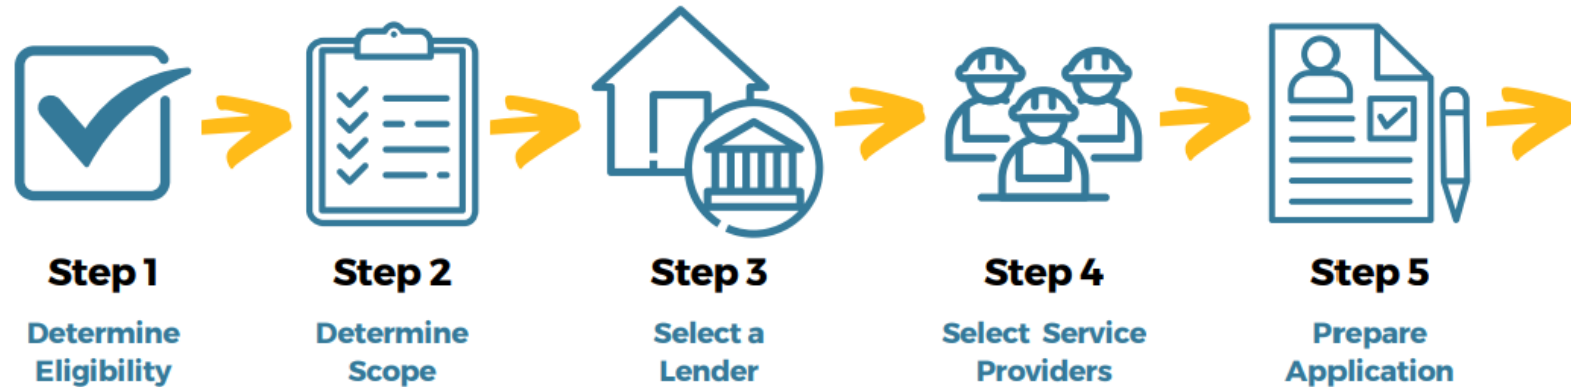 Step 1
Determine
Eligibility
Step 2
Determine
Scope
Step 3
Select a
Lender
Step 4
Select Service
Providers
Step 5
Prepare
Application